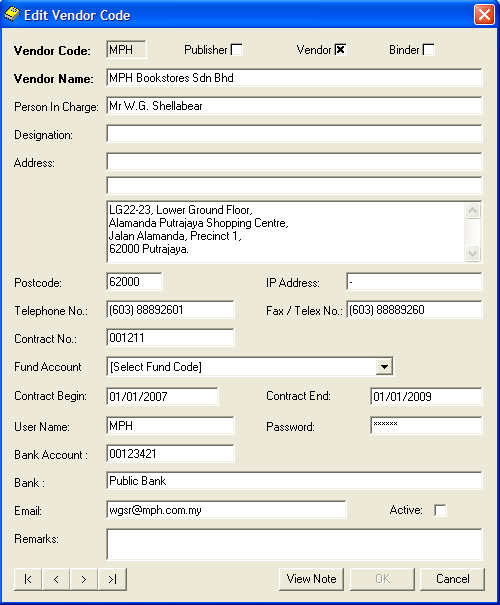 Edit Vendor Code
Vendor Code: MPH Publisher Vendor Binder
Vendor Name: MPH Bookstores Sdn Bhd
Person In Charge: Mr W.G. Shellabear
Designation:
Address:
LG22-23, Lower Ground Floor,
Alamanda Putrajaya Shopping Centre,
Jalan Alamanda, Precinct 1,
62000 Putrajaya.
Postcode: 62000 IP Address: -
Telephone No.: (603) 88892601 Fax / Telex No.: (603) 88889260
Contract No.: 001211
Fund Account [Select Fund Code]
Contract Begin: 01/01/2007 Contract End: 01/01/2009
User Name: MPH Password: ******
Bank Account : 00123421
Bank : Public Bank
Email: wgsr@mph.com.my Active:
Remarks:
|< < > >| View Note OK Cancel